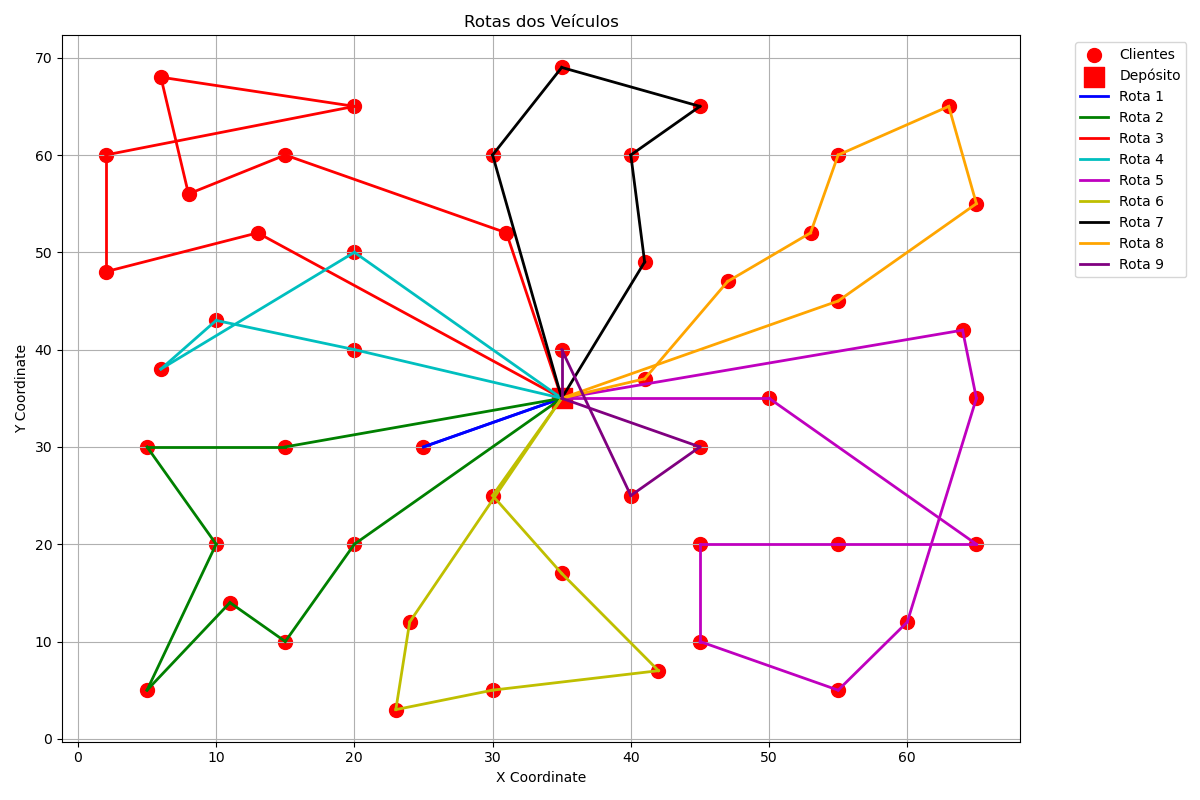 Rotas dos Veículos
70
60
50
40
30
20
10
0
Y Coordinate
0 10 20 30 40 50 60
X Coordinate
Clientes
Depósito
Rota 1
Rota 2
Rota 3
Rota 4
Rota 5
Rota 6
Rota 7
Rota 8
Rota 9